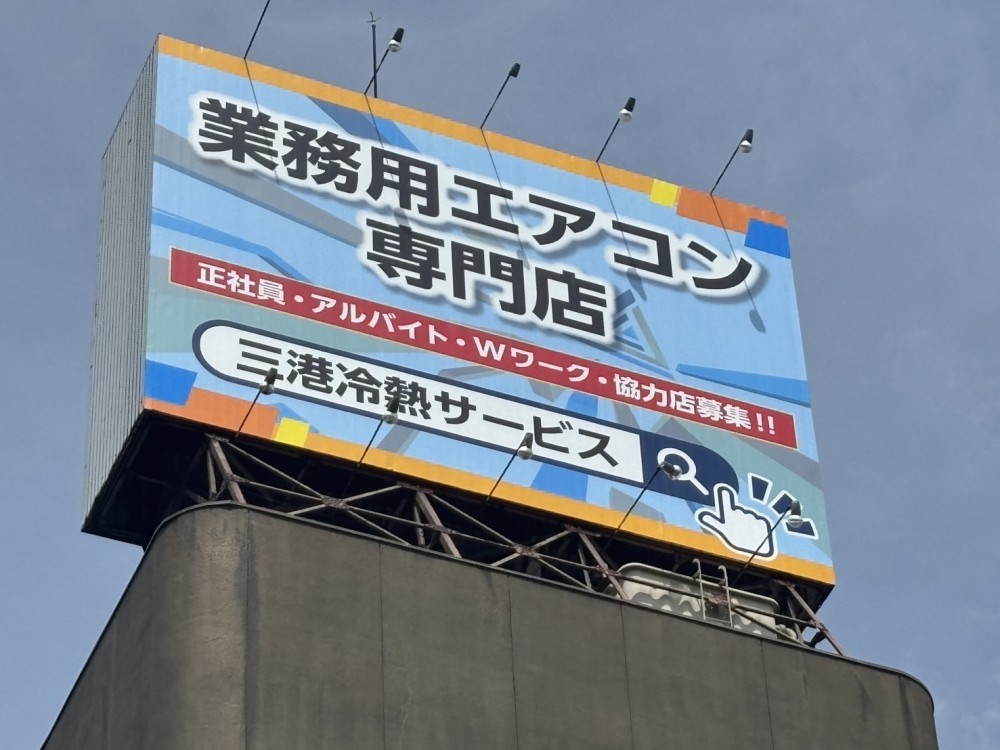 業務用エアコン
専門店
正社員・アルバイト・Wワーク・協力店募集!!
三港冷熱サービス